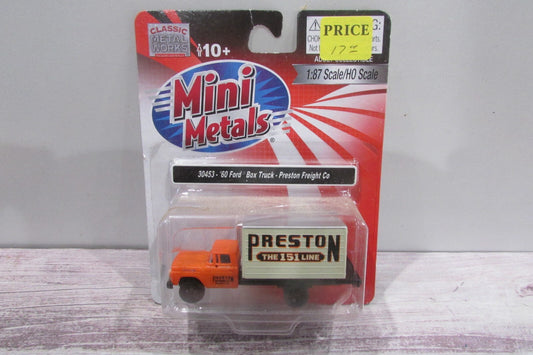 CLASSIC
METAL
WORKS
10+
PRICE
17
1:87 Scale/HO Scale
Mini
Metals®
30453 - '60 Ford Box Truck - Preston Freight Co
PRESTON
THE 151 LINE
PRESTON